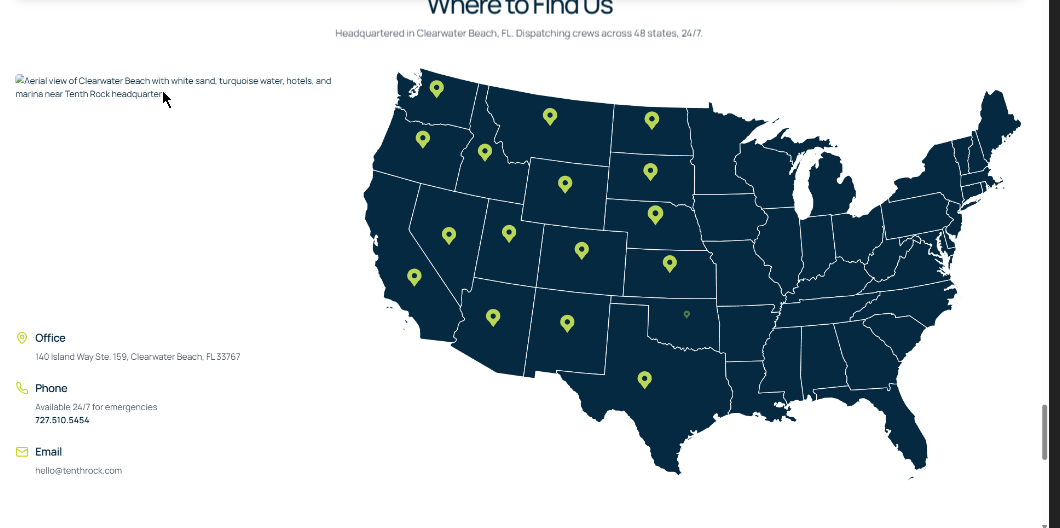 Where to Find Us
Headquartered in Clearwater Beach, FL. Dispatching crews across 48 states, 24/7.
Aerial view of Clearwater Beach with white sand, turquoise water, hotels, and
marina near Tenth Rock headquarters
Office
140 Island Way Ste. 159, Clearwater Beach, FL 33767
Phone
Available 24/7 for emergencies
727.510.5454
Email
hello@tenthrock.com